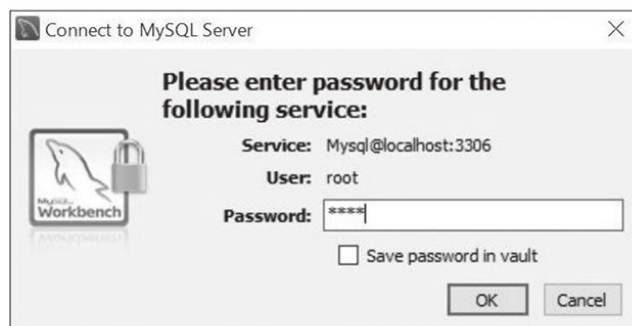 Connect to MySQL Server
Please enter password for the
following service:
Service: Mysql@localhost:3306
User: root
Password: ****
Save password in vault
MySQL
Workbench
OK Cancel